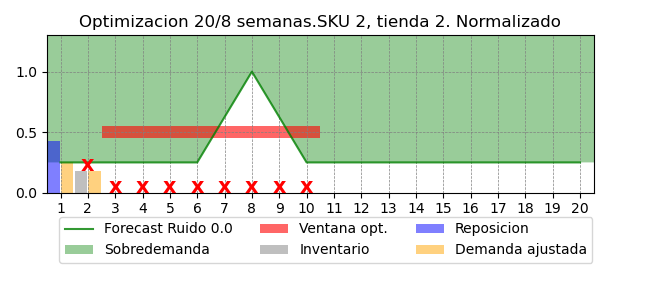 Optimizacion 20/8 semanas.SKU 2, tienda 2. Normalizado
1.0
0.5
0.0
X
X X X X X X X X
1 2 3 4 5 6 7 8 9 10 11 12 13 14 15 16 17 18 19 20
Forecast Ruido 0.0 Ventana opt. Reposicion
Sobredemanda Inventario Demanda ajustada